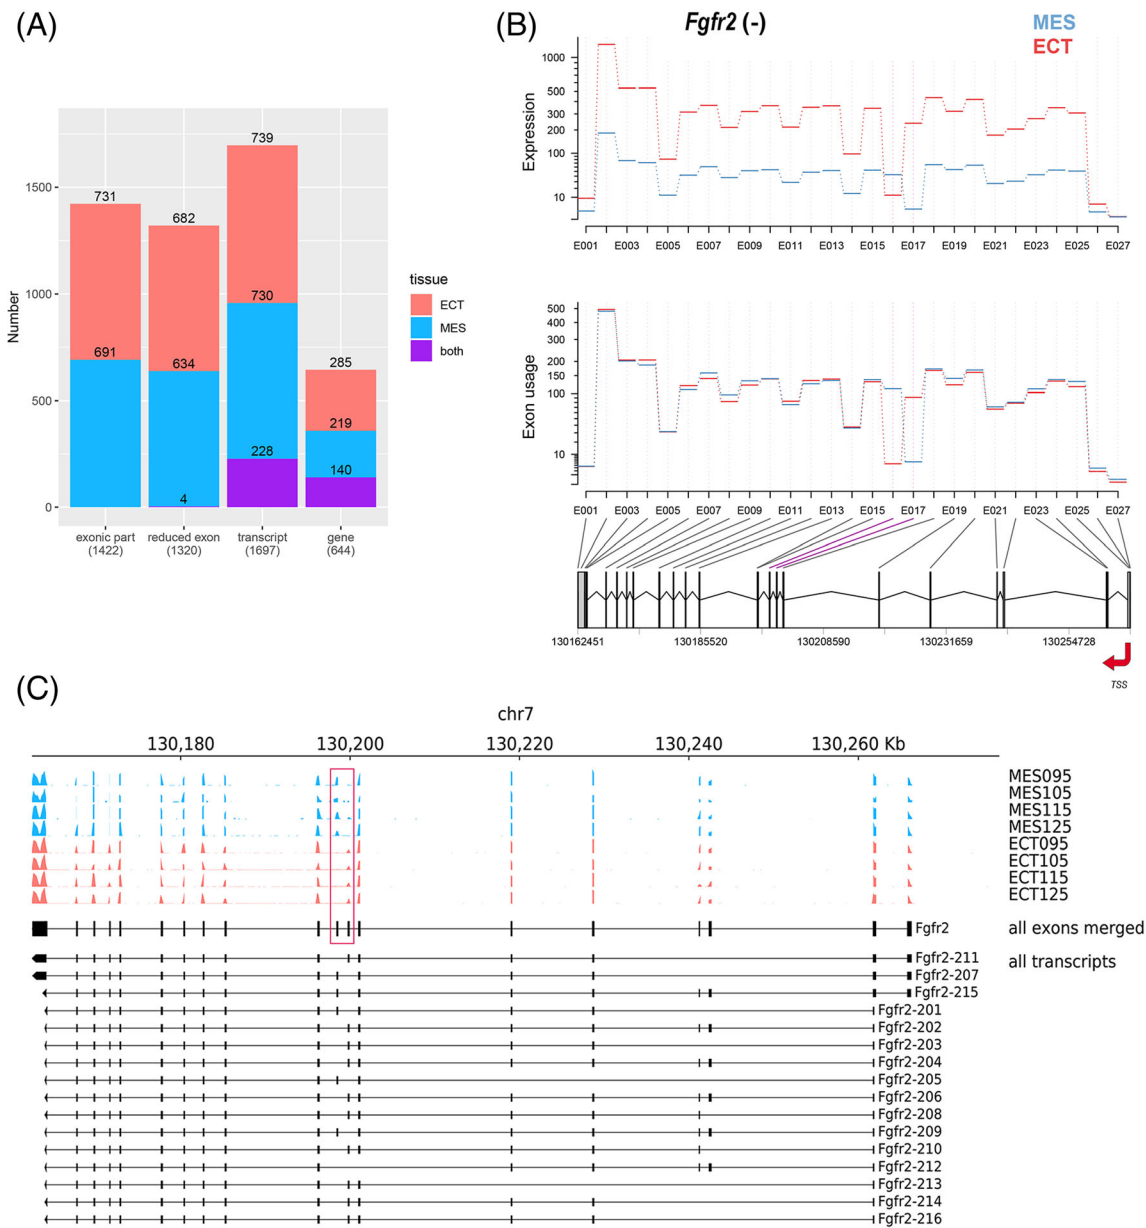 (A)
731
682
739
691
634
730
228
4
285
219
140
1500
1000
500
0
Number
exonic part
(1422)
reduced exon
(1320)
transcript
(1697)
gene
(644)
tissue
ECT
MES
both
(B)
Fgfr2 (-)
MES
ECT
Expression
1000
500
300
200
100
10
E001 E003 E005 E007 E009 E011 E013 E015 E017 E019 E021 E023 E025 E027
Exon usage
500
400
300
200
150
100
10
E001 E003 E005 E007 E009 E011 E013 E015 E017 E019 E021 E023 E025 E027
130162451 130185520 130208590 130231659 130254728
TSS
(C)
chr7
130,180 130,200 130,220 130,240 130,260 Kb
MES095
MES105
MES115
MES125
ECT095
ECT105
ECT115
ECT125
Fgfr2 all exons merged
Fgfr2-211 all transcripts
Fgfr2-207
Fgfr2-215
Fgfr2-201
Fgfr2-202
Fgfr2-203
Fgfr2-204
Fgfr2-205
Fgfr2-206
Fgfr2-208
Fgfr2-209
Fgfr2-210
Fgfr2-212
Fgfr2-213
Fgfr2-214
Fgfr2-216